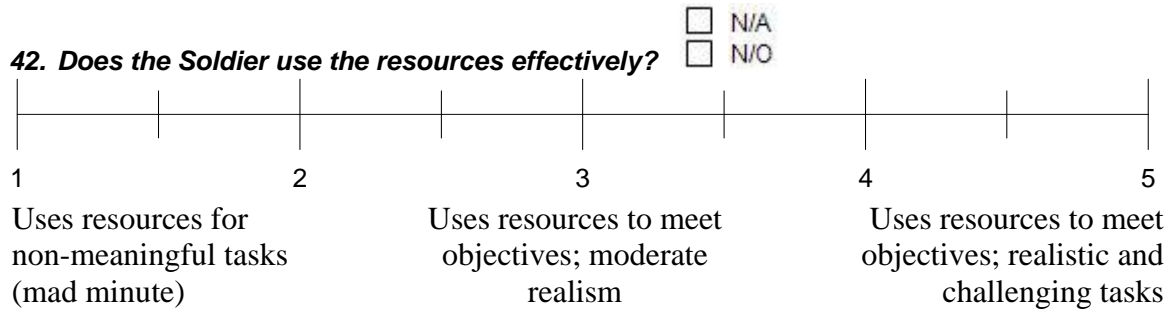 N/A
42. Does the Soldier use the resources effectively? N/O
1 2 3 4 5
Uses resources for Uses resources to meet Uses resources to meet
non-meaningful tasks objectives; moderate objectives; realistic and
(mad minute) realism challenging tasks